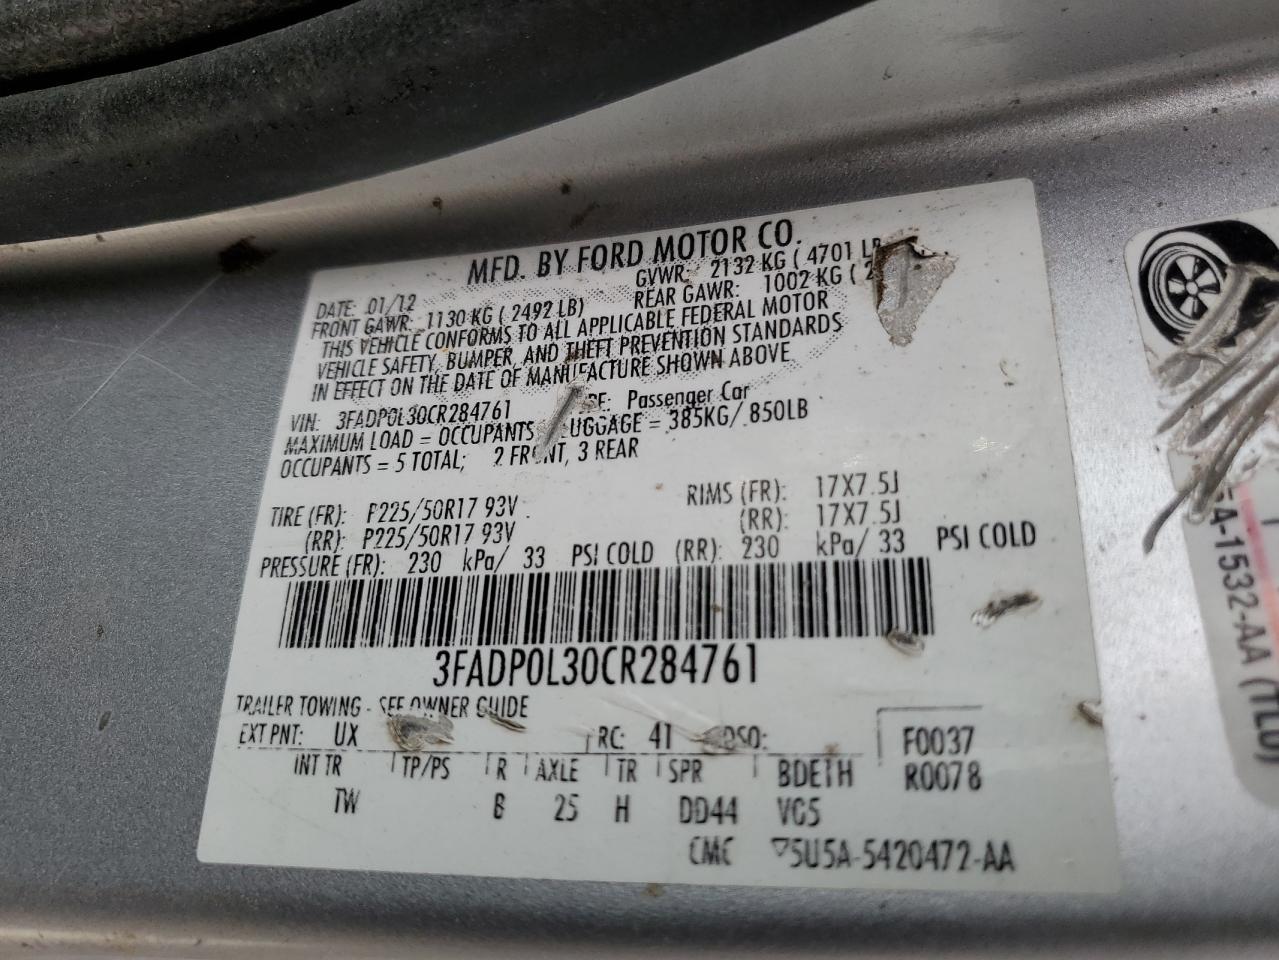 MFD. BY FORD MOTOR CO.
DATE: 01/12 GVWR: 2132 KG ( 4701 LB
FRONT GAWR: 1130 KG ( 2492 LB) REAR GAWR: 1002 KG ( 2
THIS VEHICLE CONFORMS TO ALL APPLICABLE FEDERAL MOTOR
VEHICLE SAFETY, BUMPER, AND THEFT PREVENTION STANDARDS
IN EFFECT ON THE DATE OF MANUFACTURE SHOWN ABOVE
VIN: 3FADP0L30CR284761 PE: Passenger Car
MAXIMUM LOAD = OCCUPANTS LUGGAGE = 385KG/ 850LB
OCCUPANTS = 5 TOTAL; 2 FRONT, 3 REAR
TIRE (FR): P225/50R17 93V RIMS (FR): 17X7.5J
(RR): P225/50R17 93V (RR): 17X7.5J
PRESSURE (FR): 230 kPa/ 33 PSI COLD (RR): 230 kPa/ 33 PSI COLD
3FADP0L30CR284761
TRAILER TOWING - SEE OWNER GUIDE
EXT PNT: UX RC: 41 DSO: F0037
INT TR TP/PS R AXLE TR SPR BDETH R0078
TW B 25 H DD44 VG5
CMC ▽5U5A-5420472-AA
A-1532-AA (TLD)